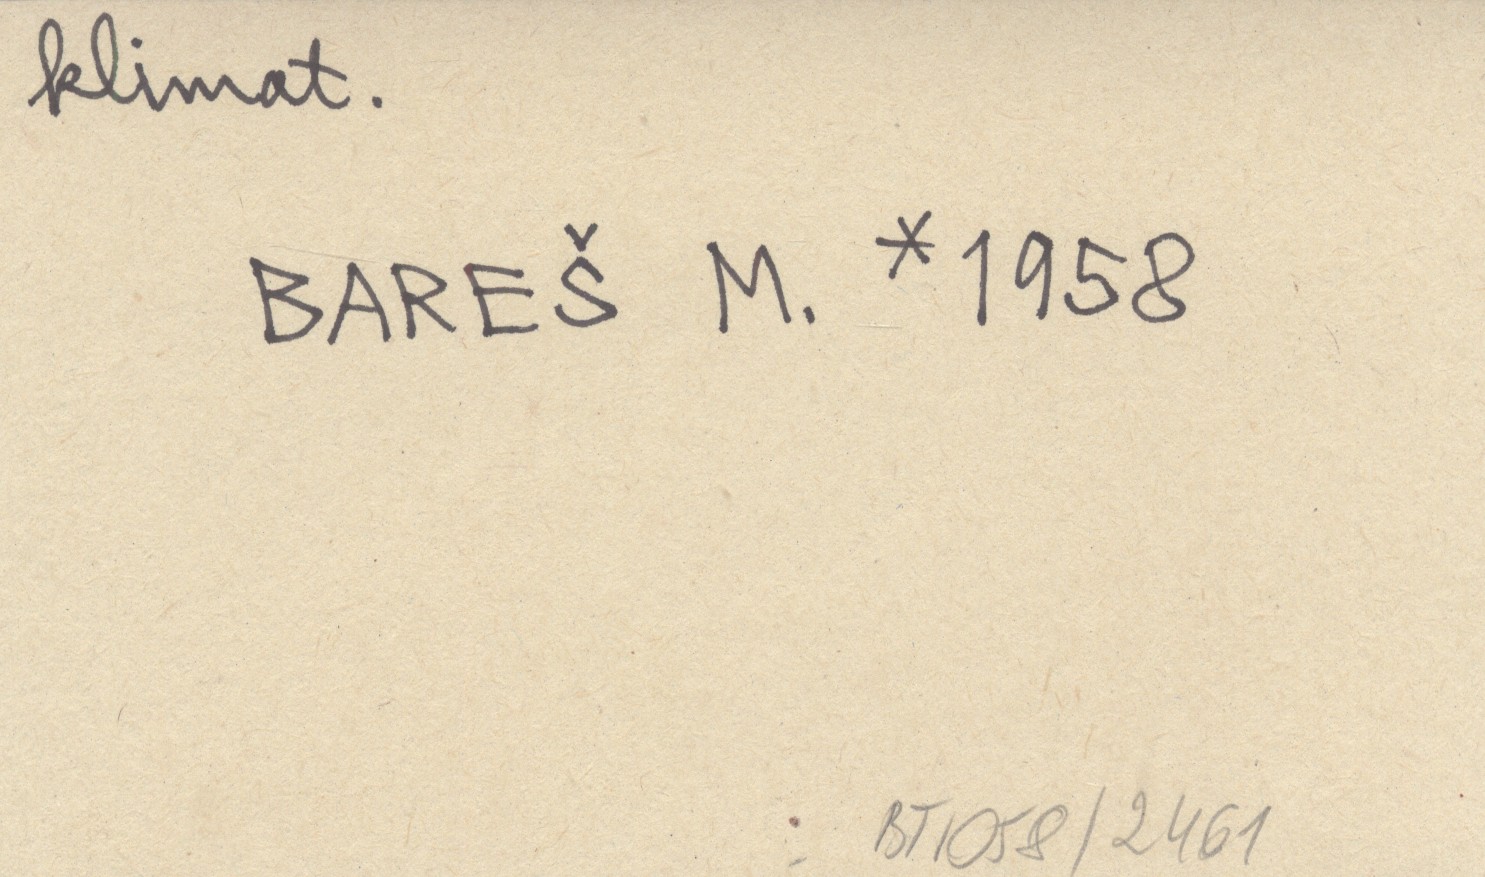 klimat.
BAREŠ M. *1958
BT1058/2461